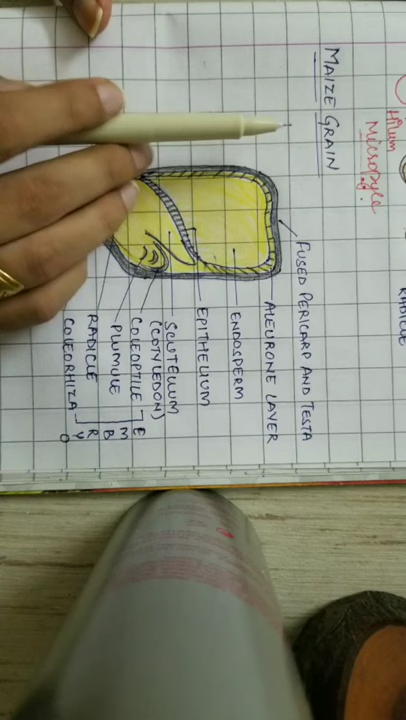 Hilum
Micropyle
MAIZE GRAIN
RADICLE
FUSED PERICARP AND TESTA
ALEURONE LAYER
ENDOSPERM
EPITHELIUM
SCUTELLUM
(COTYLEDON)
COLEOPTILE
PLUMULE
RADICLE
COLEORHIZA
EMBRYO